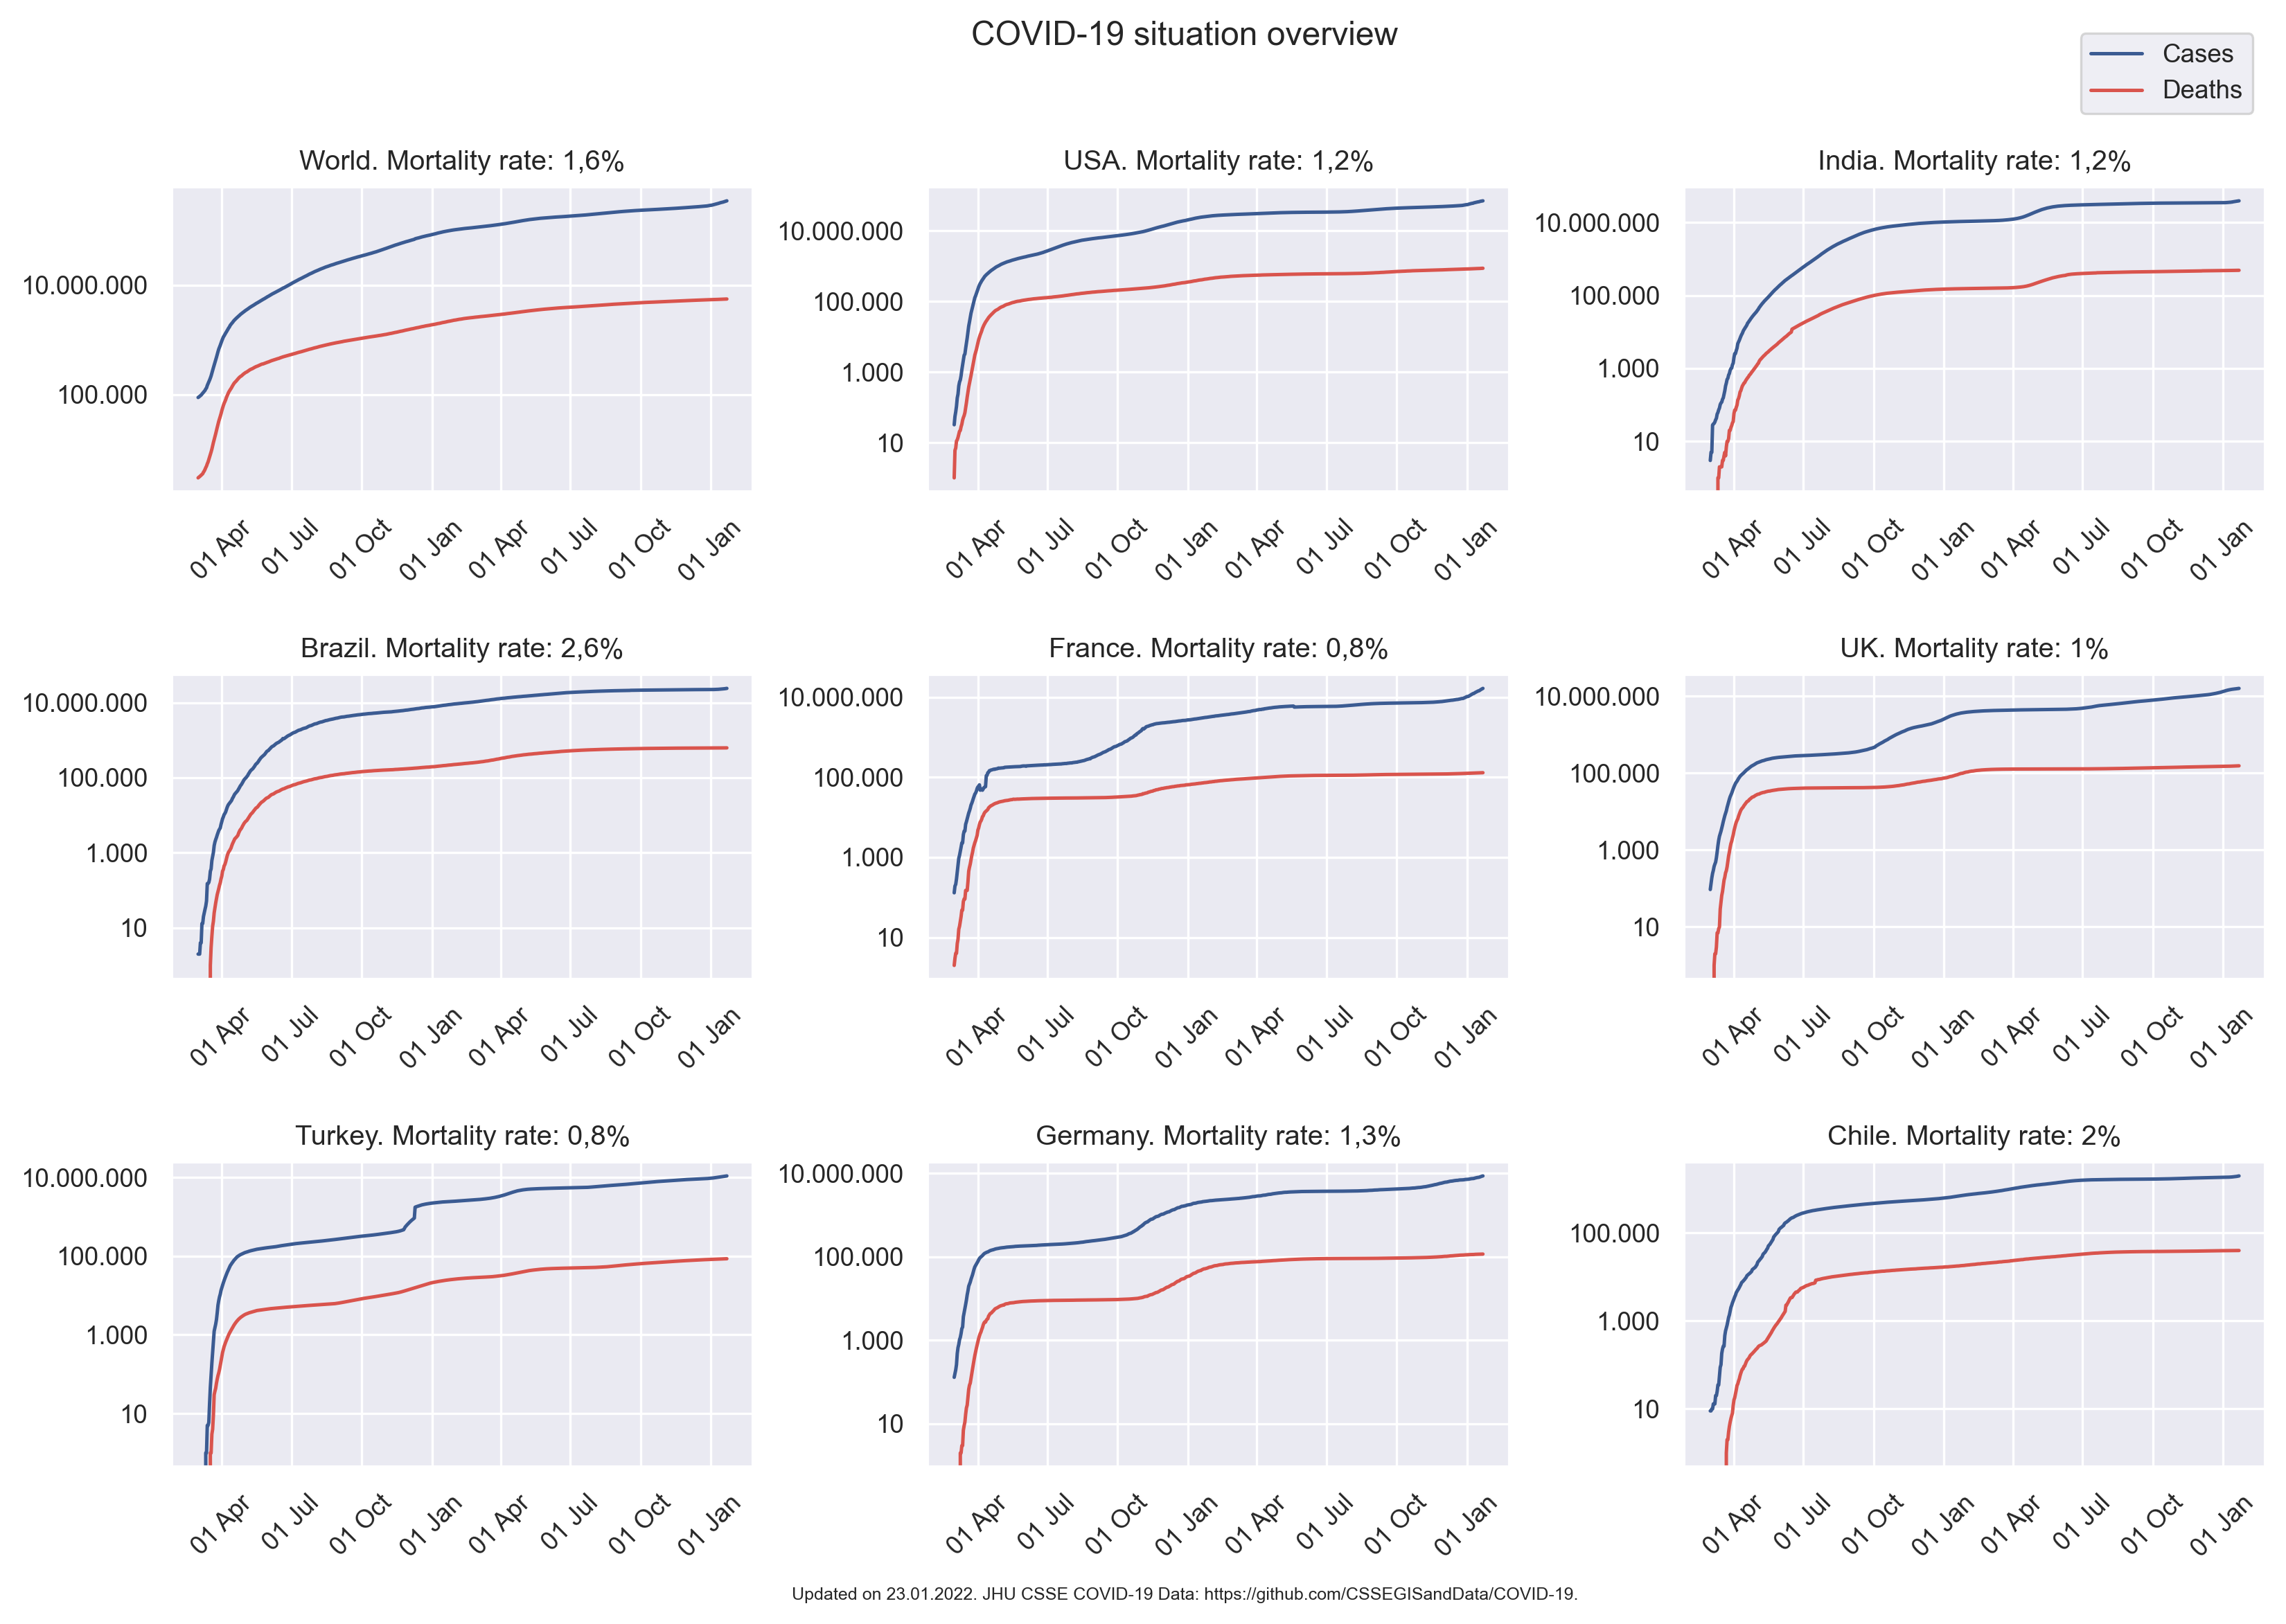 COVID-19 situation overview
Cases
Deaths
World. Mortality rate: 1,6%
10.000.000
100.000
01 Apr
01 Jul
01 Oct
01 Jan
01 Apr
01 Jul
01 Oct
01 Jan
USA. Mortality rate: 1,2%
10.000.000
100.000
1.000
10
01 Apr
01 Jul
01 Oct
01 Jan
01 Apr
01 Jul
01 Oct
01 Jan
India. Mortality rate: 1,2%
10.000.000
100.000
1.000
10
01 Apr
01 Jul
01 Oct
01 Jan
01 Apr
01 Jul
01 Oct
01 Jan
Brazil. Mortality rate: 2,6%
10.000.000
100.000
1.000
10
01 Apr
01 Jul
01 Oct
01 Jan
01 Apr
01 Jul
01 Oct
01 Jan
France. Mortality rate: 0,8%
10.000.000
100.000
1.000
10
01 Apr
01 Jul
01 Oct
01 Jan
01 Apr
01 Jul
01 Oct
01 Jan
UK. Mortality rate: 1%
10.000.000
100.000
1.000
10
01 Apr
01 Jul
01 Oct
01 Jan
01 Apr
01 Jul
01 Oct
01 Jan
Turkey. Mortality rate: 0,8%
10.000.000
100.000
1.000
10
01 Apr
01 Jul
01 Oct
01 Jan
01 Apr
01 Jul
01 Oct
01 Jan
Germany. Mortality rate: 1,3%
10.000.000
100.000
1.000
10
01 Apr
01 Jul
01 Oct
01 Jan
01 Apr
01 Jul
01 Oct
01 Jan
Chile. Mortality rate: 2%
100.000
1.000
10
01 Apr
01 Jul
01 Oct
01 Jan
01 Apr
01 Jul
01 Oct
01 Jan
Updated on 23.01.2022. JHU CSSE COVID-19 Data: https://github.com/CSSEGISandData/COVID-19.